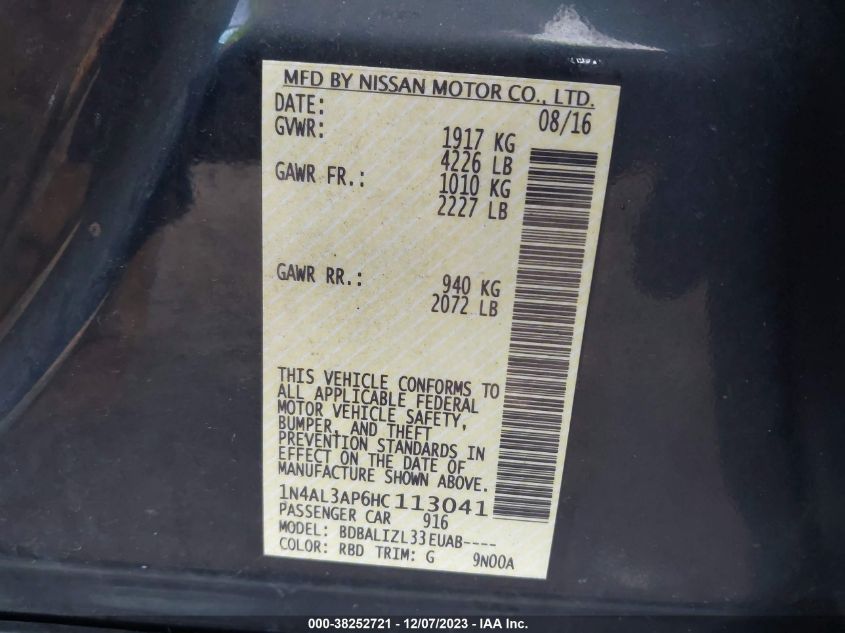 MFD BY NISSAN MOTOR CO., LTD.
DATE: 08/16
GVWR: 1917 KG
4226 LB
GAWR FR.: 1010 KG
2227 LB
GAWR RR.: 940 KG
2072 LB
THIS VEHICLE CONFORMS TO
ALL APPLICABLE FEDERAL
MOTOR VEHICLE SAFETY,
BUMPER, AND THEFT
PREVENTION STANDARDS IN
EFFECT ON THE DATE OF
MANUFACTURE SHOWN ABOVE.
1N4AL3AP6HC113041
PASSENGER CAR 916
MODEL: BDBALIZL33EUAB----
COLOR: RBD TRIM: G 9N00A
000-38252721 - 12/07/2023 - IAA Inc.